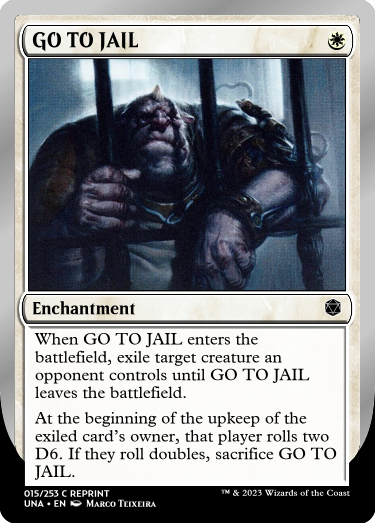 GO TO JAIL
Enchantment
When GO TO JAIL enters the
battlefield, exile target creature an
opponent controls until GO TO JAIL
leaves the battlefield.
At the beginning of the upkeep of the
exiled card's owner, that player rolls two
D6. If they roll doubles, sacrifice GO TO
JAIL.
015/253 C REPRINT
UNA • EN Marco Teixeira
™ & © 2023 Wizards of the Coast